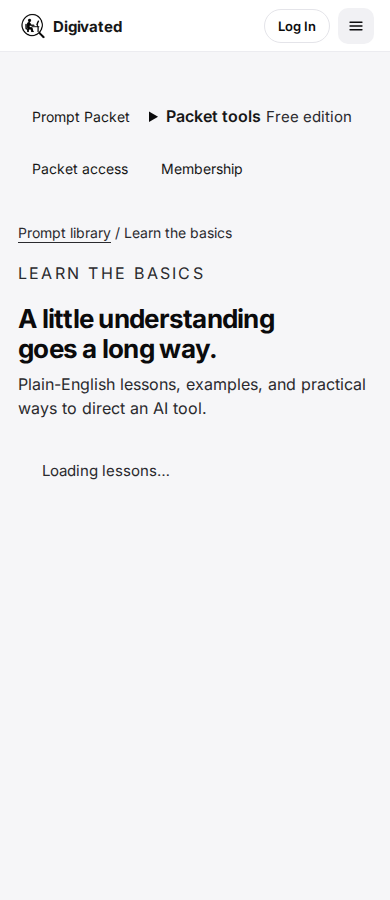 Digivated
Log In
Prompt Packet
Packet tools Free edition
Packet access
Membership
Prompt library / Learn the basics
LEARN THE BASICS
A little understanding
goes a long way.
Plain-English lessons, examples, and practical
ways to direct an AI tool.
Loading lessons...